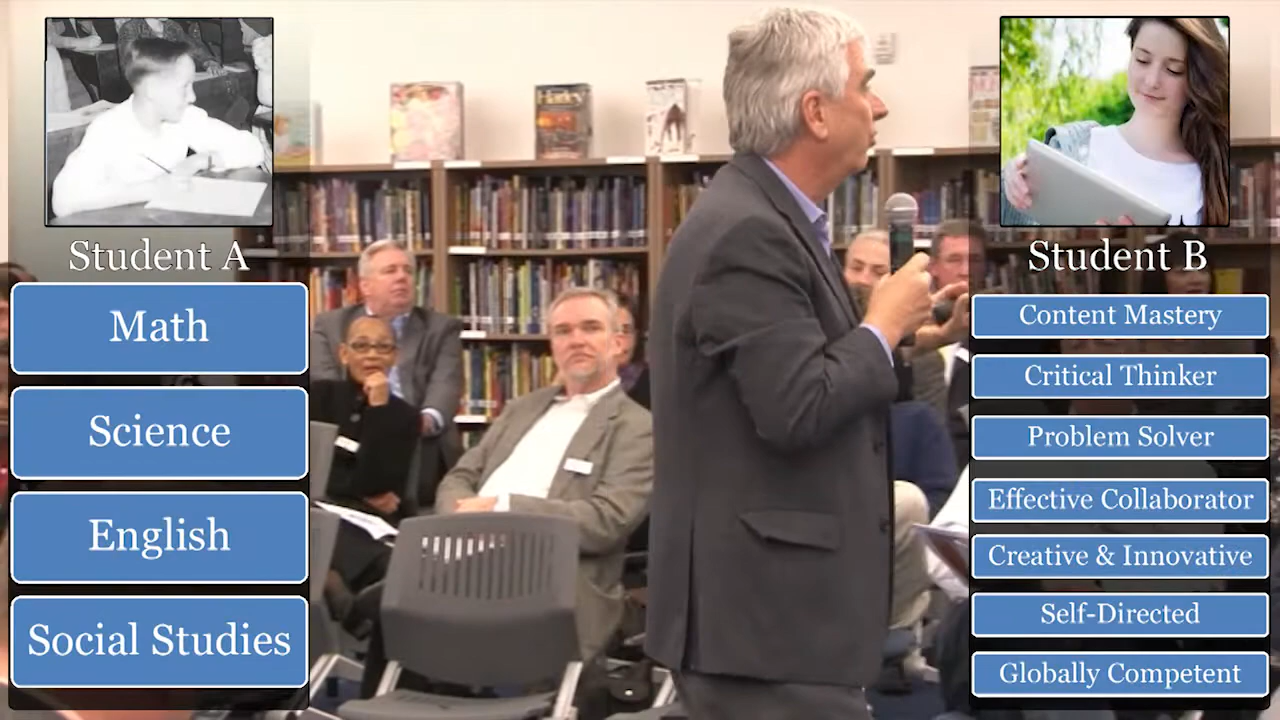 Student A
Math
Science
English
Social Studies
Harley
Student B
Content Mastery
Critical Thinker
Problem Solver
Effective Collaborator
Creative & Innovative
Self-Directed
Globally Competent